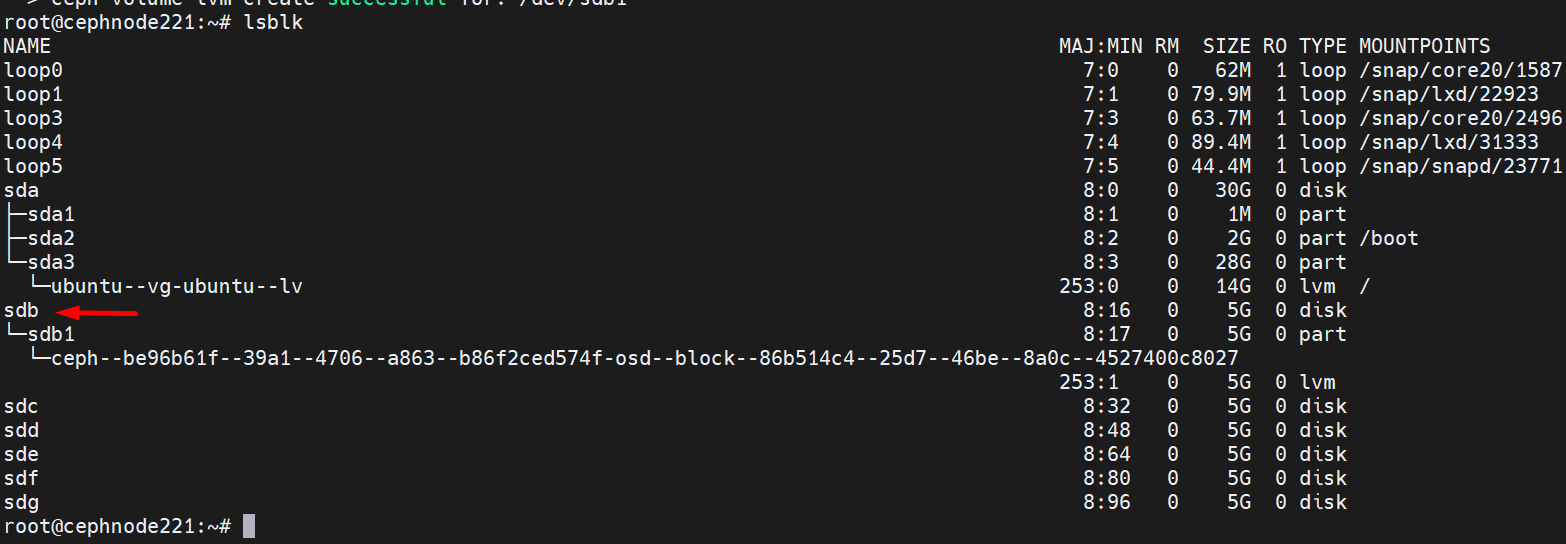 > ceph-volume lvm create successful for: /dev/sdb1
root@cephnode221:~# lsblk
NAME MAJ:MIN RM SIZE RO TYPE MOUNTPOINTS
loop0 7:0 0 62M 1 loop /snap/core20/1587
loop1 7:1 0 79.9M 1 loop /snap/lxd/22923
loop3 7:3 0 63.7M 1 loop /snap/core20/2496
loop4 7:4 0 89.4M 1 loop /snap/lxd/31333
loop5 7:5 0 44.4M 1 loop /snap/snapd/23771
sda 8:0 0 30G 0 disk
├─sda1 8:1 0 1M 0 part
├─sda2 8:2 0 2G 0 part /boot
└─sda3 8:3 0 28G 0 part
  └─ubuntu--vg-ubuntu--lv 253:0 0 14G 0 lvm /
sdb 8:16 0 5G 0 disk
└─sdb1 8:17 0 5G 0 part
  └─ceph--be96b61f--39a1--4706--a863--b86f2ced574f-osd--block--86b514c4--25d7--46be--8a0c--4527400c8027
253:1 0 5G 0 lvm
sdc 8:32 0 5G 0 disk
sdd 8:48 0 5G 0 disk
sde 8:64 0 5G 0 disk
sdf 8:80 0 5G 0 disk
sdg 8:96 0 5G 0 disk
root@cephnode221:~#